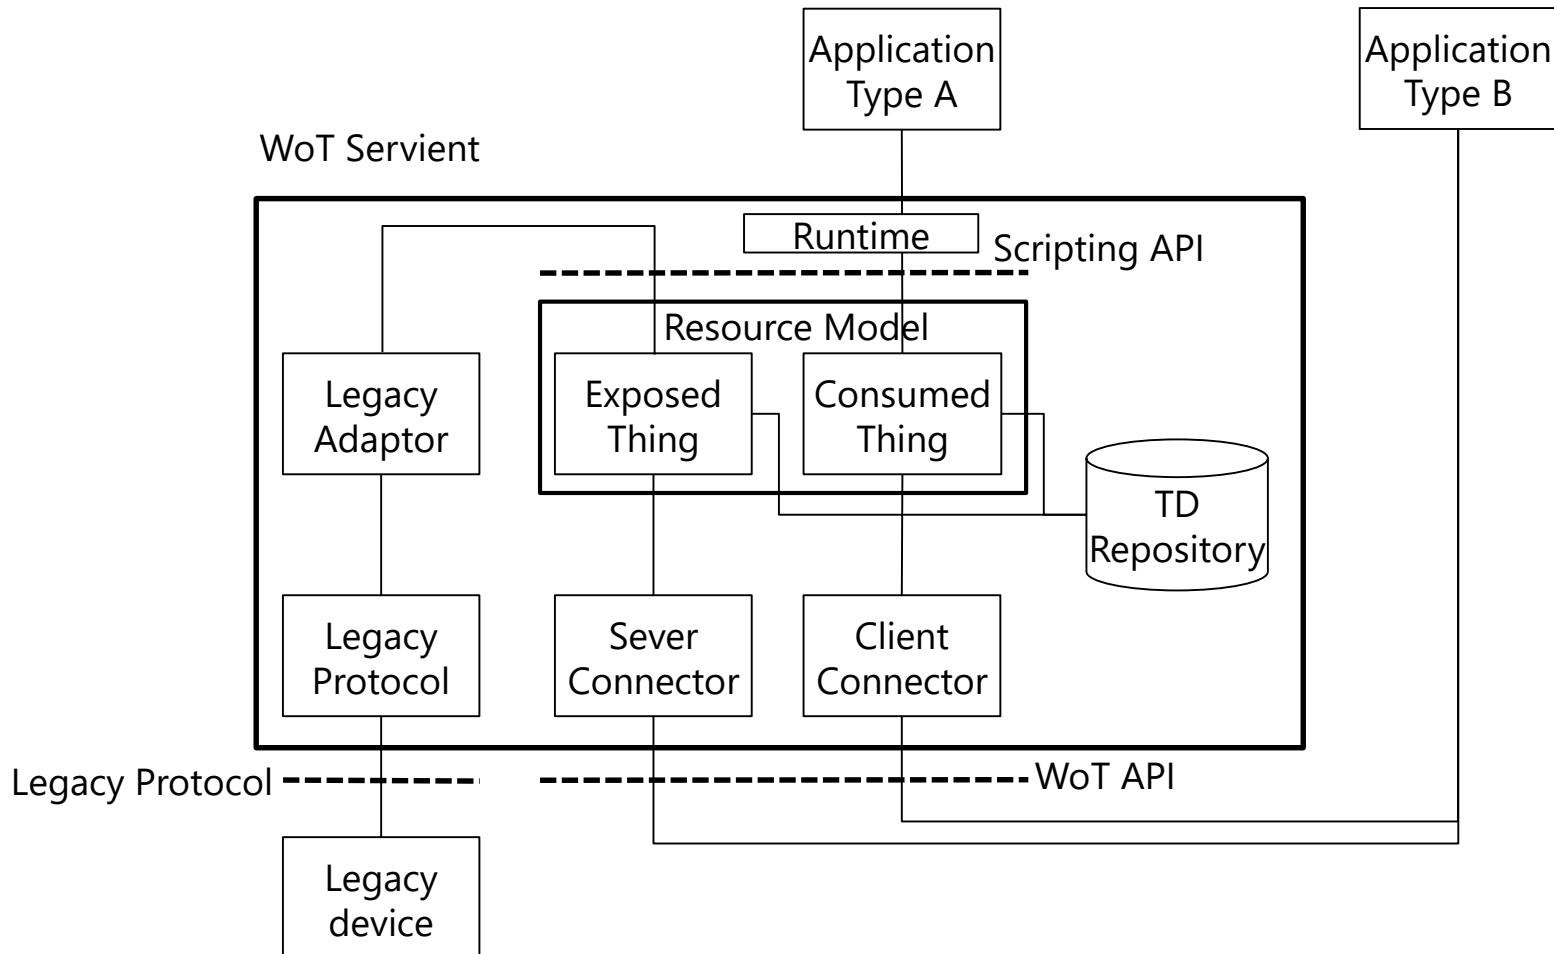 Application
Type A
Application
Type B
WoT Servient
Runtime
Scripting API
Resource Model
Legacy
Adaptor
Exposed
Thing
Consumed
Thing
TD
Repository
Legacy
Protocol
Sever
Connector
Client
Connector
Legacy Protocol
WoT API
Legacy
device